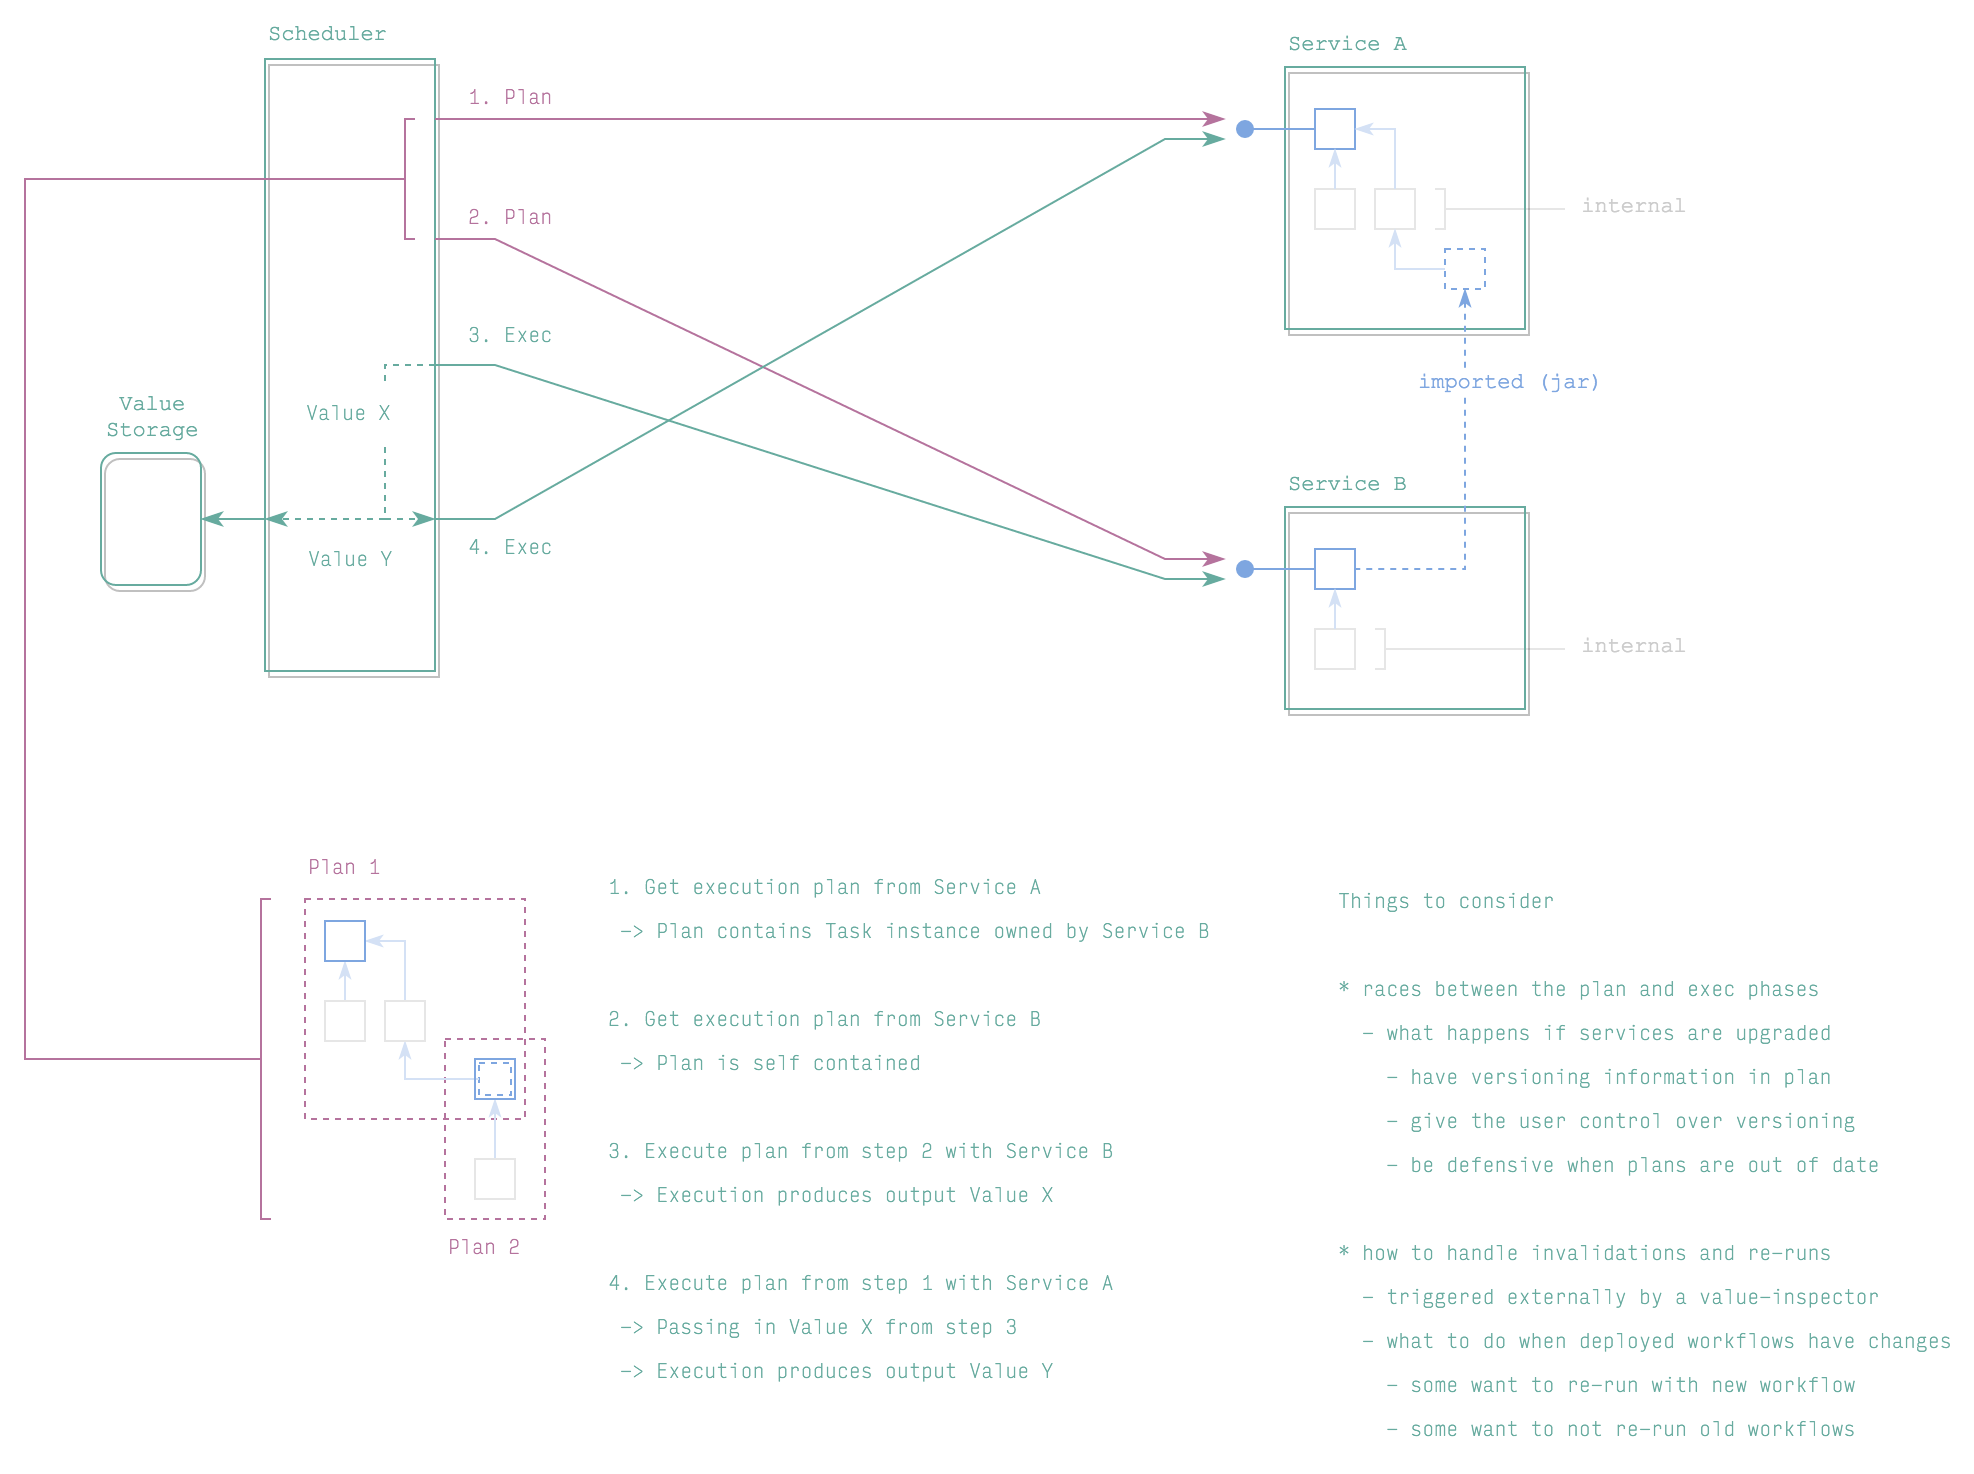 Scheduler
Service A
1. Plan
2. Plan
internal
3. Exec
imported (jar)
Value
Storage
Value X
Service B
4. Exec
Value Y
internal
Plan 1
Plan 2
1. Get execution plan from Service A
-> Plan contains Task instance owned by Service B
2. Get execution plan from Service B
-> Plan is self contained
3. Execute plan from step 2 with Service B
-> Execution produces output Value X
4. Execute plan from step 1 with Service A
-> Passing in Value X from step 3
-> Execution produces output Value Y
Things to consider
* races between the plan and exec phases
- what happens if services are upgraded
- have versioning information in plan
- give the user control over versioning
- be defensive when plans are out of date
* how to handle invalidations and re-runs
- triggered externally by a value-inspector
- what to do when deployed workflows have changes
- some want to re-run with new workflow
- some want to not re-run old workflows